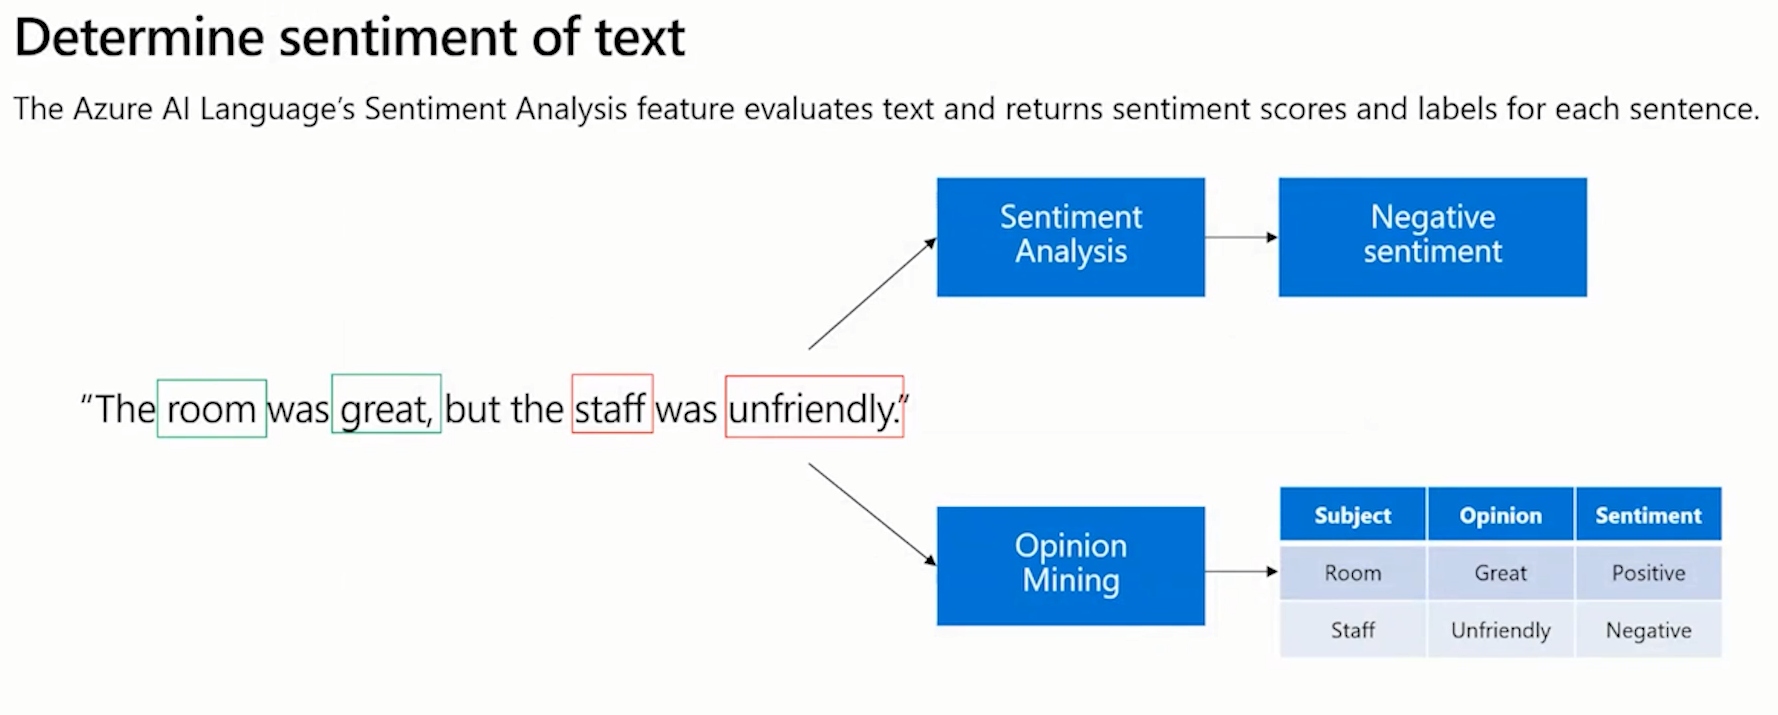 Determine sentiment of text
The Azure AI Language’s Sentiment Analysis feature evaluates text and returns sentiment scores and labels for each sentence.
Sentiment
Analysis
Negative
sentiment
“The room was great, but the staff was unfriendly.”
Opinion
Mining
Subject Opinion Sentiment
Room Great Positive
Staff Unfriendly Negative